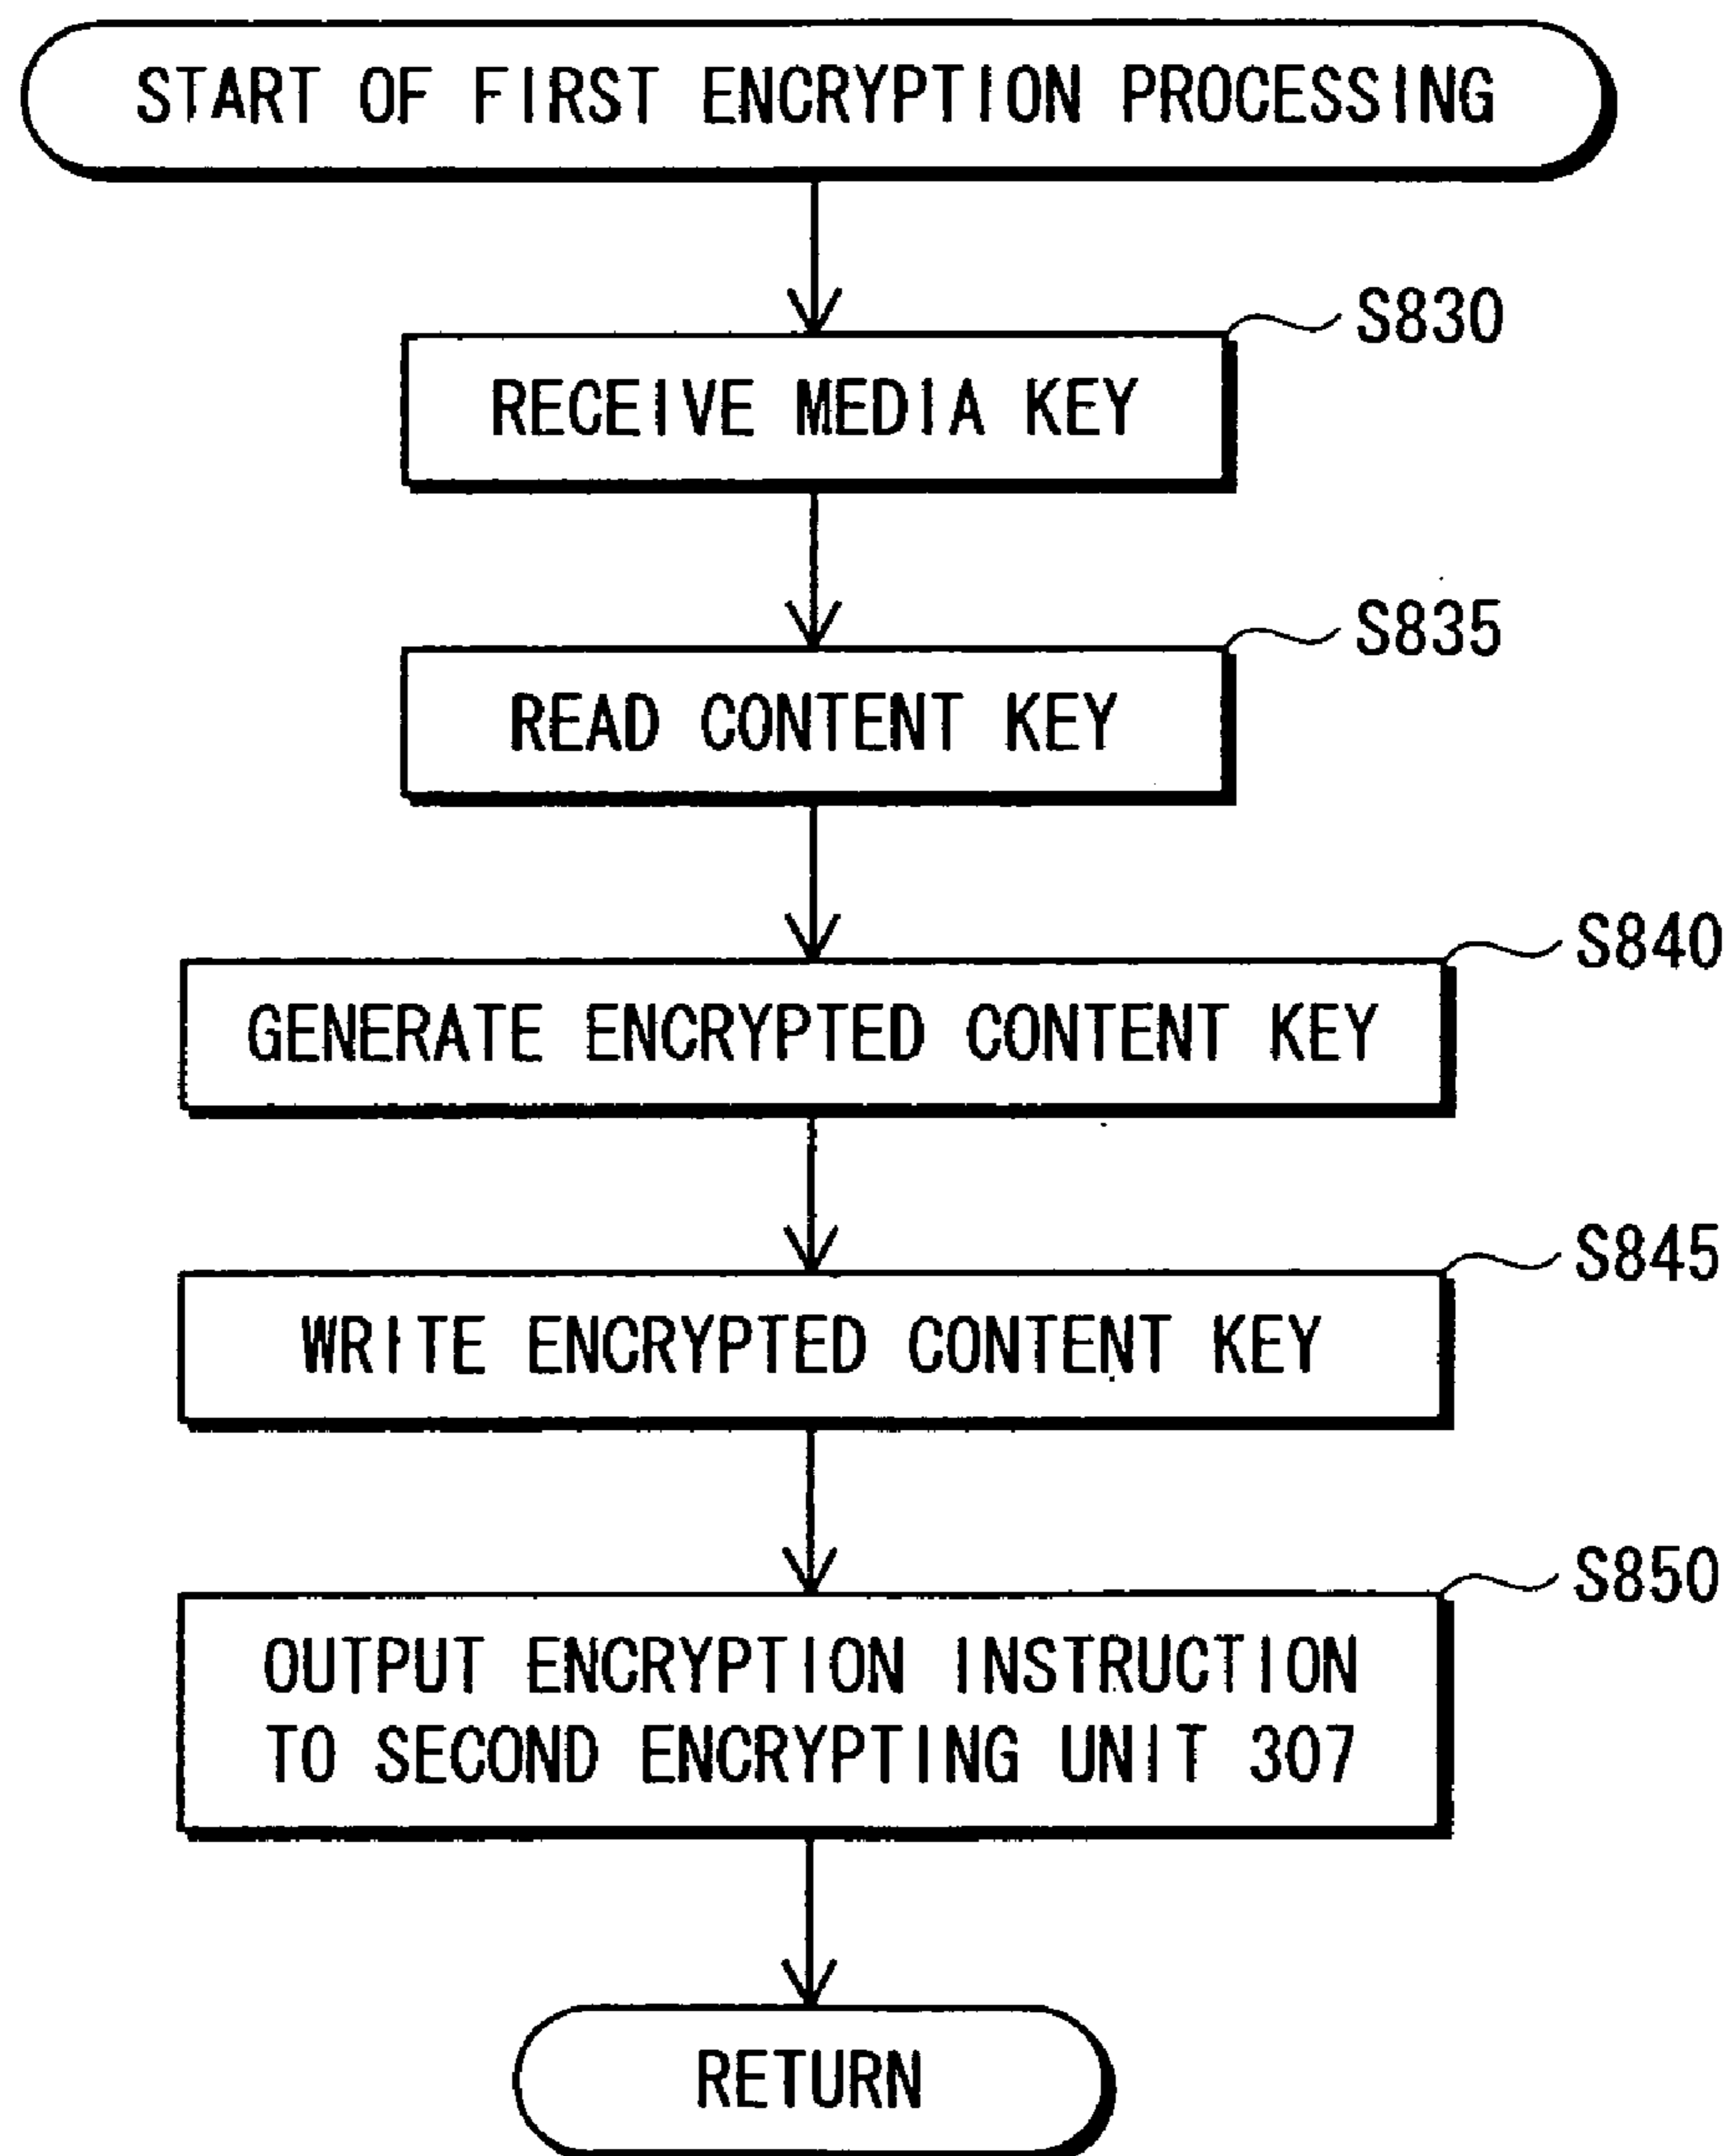 START OF FIRST ENCRYPTION PROCESSING
S830
RECEIVE MEDIA KEY
S835
READ CONTENT KEY
S840
GENERATE ENCRYPTED CONTENT KEY
S845
WRITE ENCRYPTED CONTENT KEY
S850
OUTPUT ENCRYPTION INSTRUCTION
TO SECOND ENCRYPTING UNIT 307
RETURN